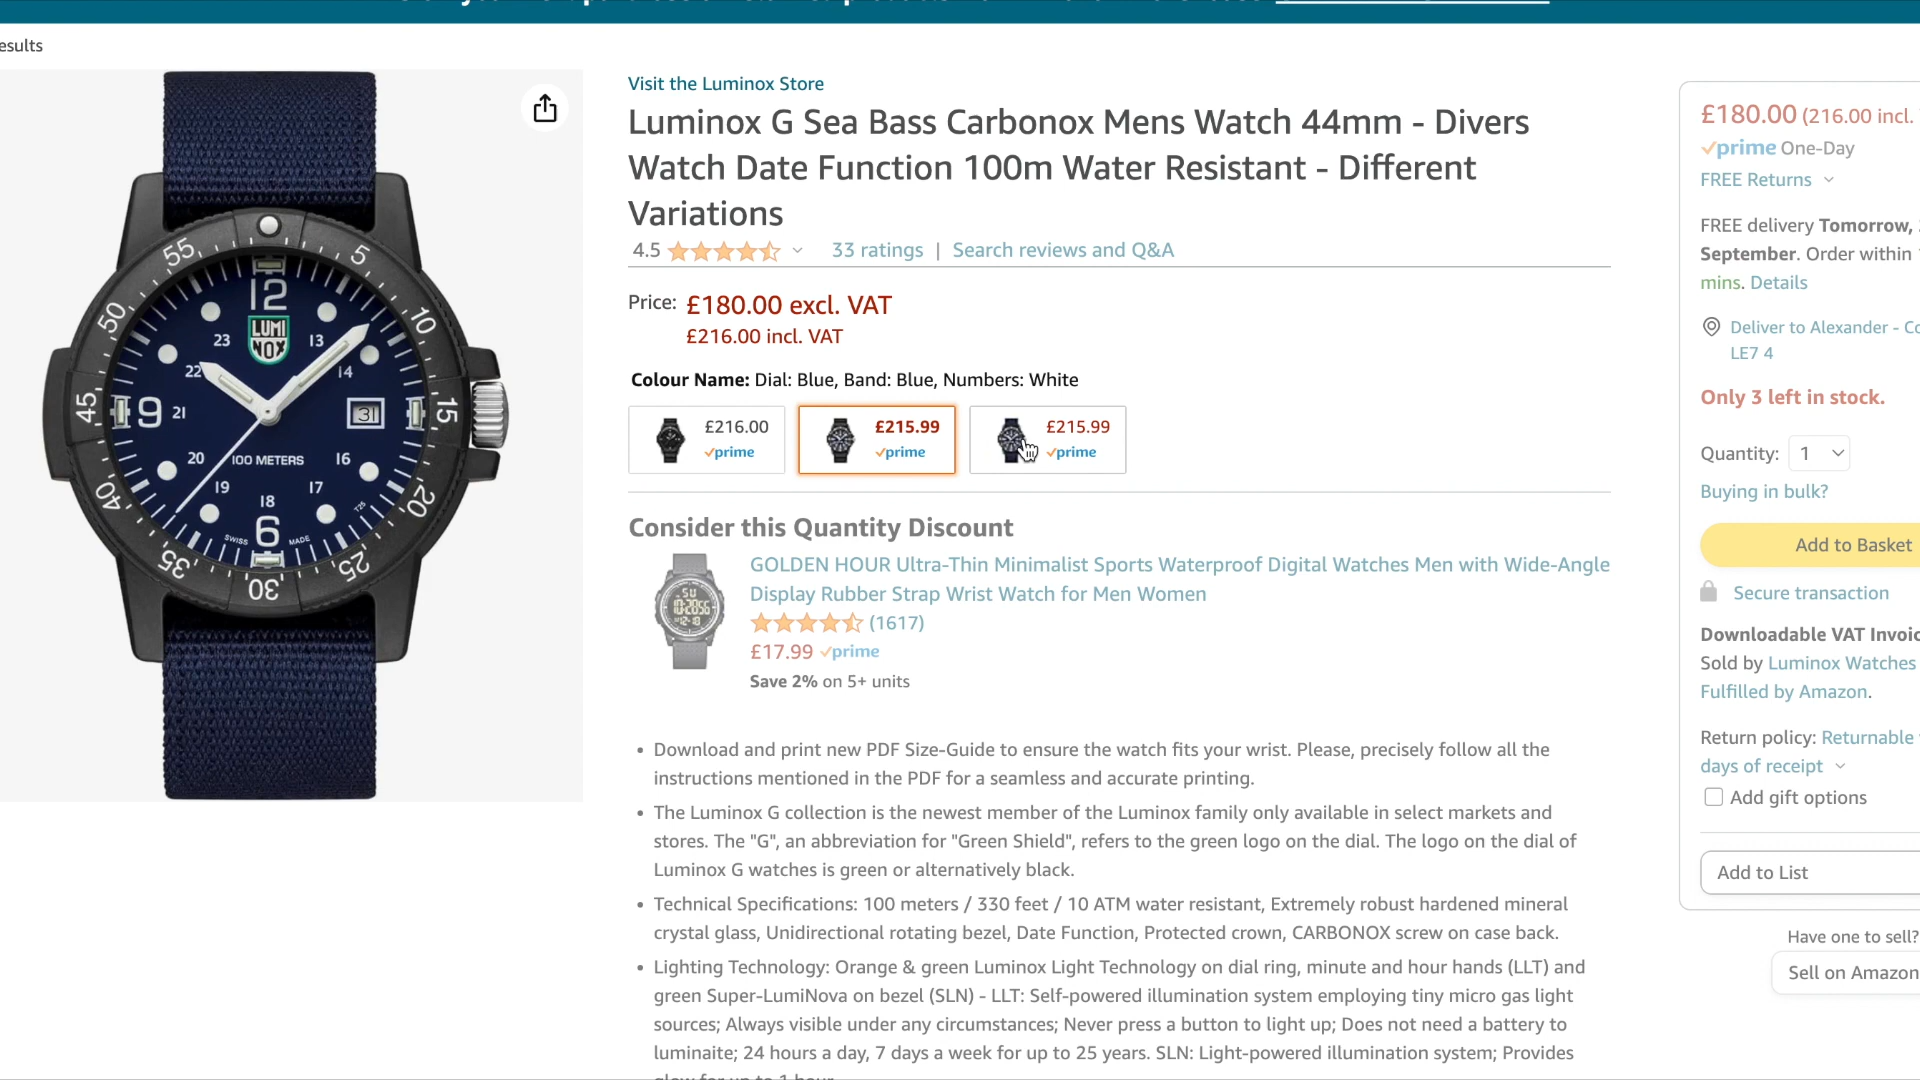 esults
Visit the Luminox Store
Luminox G Sea Bass Carbonox Mens Watch 44mm - Divers
Watch Date Function 100m Water Resistant - Different
Variations
4.5
33 ratings | Search reviews and Q&A
Price: £180.00 excl. VAT
£216.00 incl. VAT
Colour Name: Dial: Blue, Band: Blue, Numbers: White
£216.00
prime
£215.99
prime
£215.99
prime
Consider this Quantity Discount
GOLDEN HOUR Ultra-Thin Minimalist Sports Waterproof Digital Watches Men with Wide-Angle
Display Rubber Strap Wrist Watch for Men Women
(1617)
£17.99 prime
Save 2% on 5+ units
• Download and print new PDF Size-Guide to ensure the watch fits your wrist. Please, precisely follow all the
instructions mentioned in the PDF for a seamless and accurate printing.
• The Luminox G collection is the newest member of the Luminox family only available in select markets and
stores. The "G", an abbreviation for "Green Shield", refers to the green logo on the dial. The logo on the dial of
Luminox G watches is green or alternatively black.
• Technical Specifications: 100 meters / 330 feet / 10 ATM water resistant, Extremely robust hardened mineral
crystal glass, Unidirectional rotating bezel, Date Function, Protected crown, CARBONOX screw on case back.
• Lighting Technology: Orange & green Luminox Light Technology on dial ring, minute and hour hands (LLT) and
green Super-LumiNova on bezel (SLN) - LLT: Self-powered illumination system employing tiny micro gas light
sources; Always visible under any circumstances; Never press a button to light up; Does not need a battery to
luminaite; 24 hours a day, 7 days a week for up to 25 years. SLN: Light-powered illumination system; Provides
£180.00 (216.00 incl.
prime One-Day
FREE Returns
FREE delivery Tomorrow,
September. Order within
mins. Details
Deliver to Alexander - Co
LE7 4
Only 3 left in stock.
Quantity: 1
Buying in bulk?
Add to Basket
Secure transaction
Downloadable VAT Invoic
Sold by Luminox Watches
Fulfilled by Amazon.
Return policy: Returnable
days of receipt
Add gift options
Add to List
Have one to sell?
Sell on Amazon
55
5
50
10
45
15
40
20
35
30
25
12
LUMI
NOX
23
13
22
14
9
21
31
20
100 METERS
16
19
18
17
6
SWISS
MADE
T25